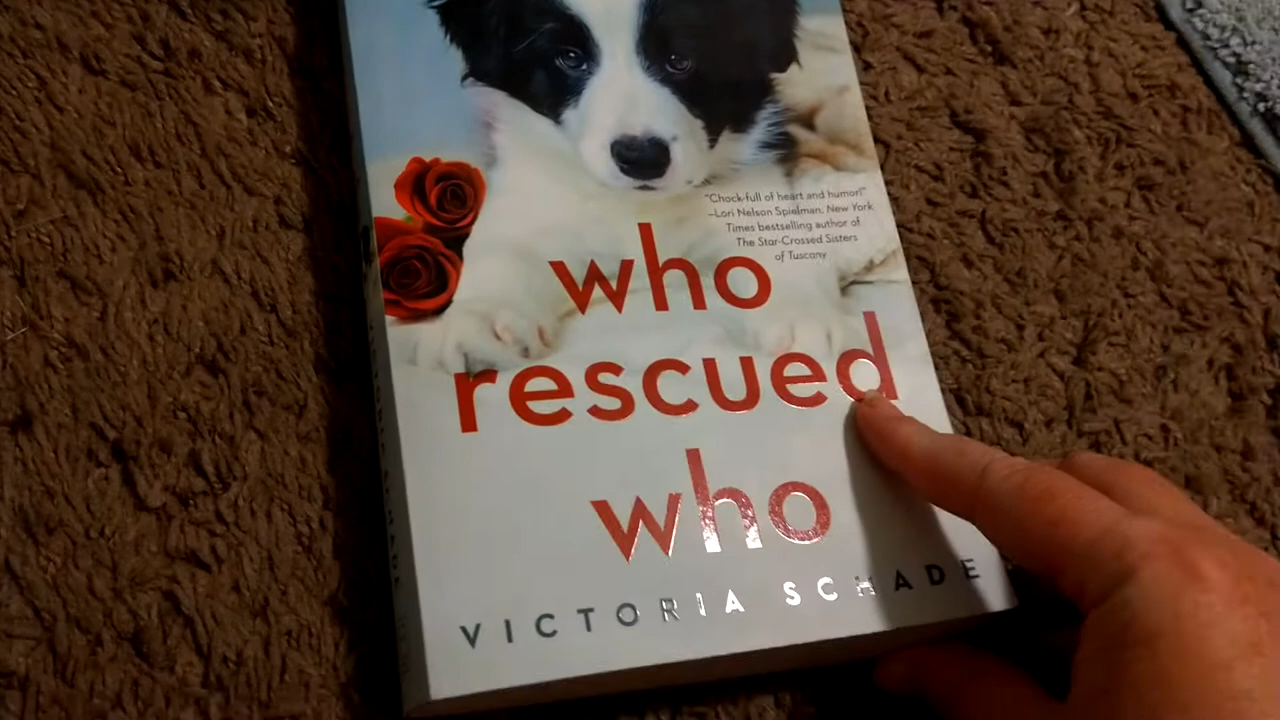 "Chock-full of heart and humor!"
–Lori Nelson Spielman, New York
Times bestselling author of
The Star-Crossed Sisters
of Tuscany
who
rescued
who
VICTORIA SCHADE